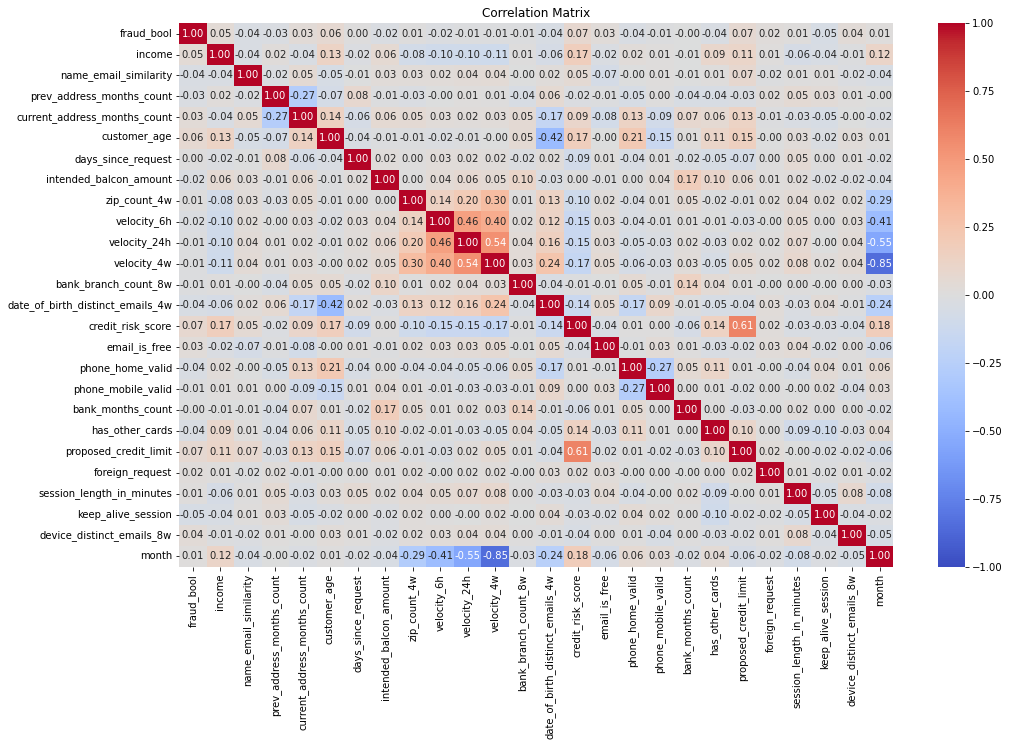 Correlation Matrix
fraud_bool 1.00 0.05 -0.04 -0.03 0.03 0.06 0.00 -0.02 0.01 -0.02 -0.01 -0.01 -0.01 -0.04 0.07 0.03 -0.04 -0.01 -0.00 -0.04 0.07 0.02 0.01 -0.05 0.04 0.01
income 0.05 1.00 -0.04 0.02 -0.04 0.13 -0.02 0.06 -0.08 -0.10 -0.10 -0.11 0.01 -0.06 0.17 -0.02 0.02 0.01 -0.01 0.09 0.11 0.01 -0.06 -0.04 -0.01 0.12
name_email_similarity -0.04 -0.04 1.00 -0.02 0.05 -0.05 -0.01 0.03 0.03 0.02 0.04 0.04 -0.00 0.02 0.05 -0.07 -0.00 0.01 -0.01 0.01 0.07 -0.02 0.01 0.01 -0.02 -0.04
prev_address_months_count -0.03 0.02 -0.02 1.00 -0.27 -0.07 0.08 -0.01 -0.03 -0.00 0.01 0.01 -0.04 0.06 -0.02 -0.01 -0.05 0.00 -0.04 -0.04 -0.03 0.02 0.05 0.03 0.01 -0.00
current_address_months_count 0.03 -0.04 0.05 -0.27 1.00 0.14 -0.06 0.06 0.05 0.03 0.02 0.03 0.05 -0.17 0.09 -0.08 0.13 -0.09 0.07 0.06 0.13 -0.01 -0.03 -0.05 -0.00 -0.02
customer_age 0.06 0.13 -0.05 -0.07 0.14 1.00 -0.04 -0.01 -0.01 -0.02 -0.01 -0.00 0.05 -0.42 0.17 -0.00 0.21 -0.15 0.01 0.11 0.15 -0.00 0.03 -0.02 0.03 0.01
days_since_request 0.00 -0.02 -0.01 0.08 -0.06 -0.04 1.00 0.02 0.00 0.03 0.02 0.02 -0.02 0.02 -0.09 0.01 -0.04 0.01 -0.02 -0.05 -0.07 -0.00 0.05 0.00 0.01 -0.02
intended_balcon_amount -0.02 0.06 0.03 -0.01 0.06 -0.01 0.02 1.00 0.00 0.04 0.06 0.05 0.10 -0.03 0.00 -0.01 0.00 0.04 0.17 0.10 0.06 0.01 0.02 -0.02 -0.02 -0.04
zip_count_4w 0.01 -0.08 0.03 -0.03 0.05 -0.01 0.00 0.00 1.00 0.14 0.20 0.30 0.01 0.13 -0.10 0.02 -0.04 0.01 0.05 -0.02 -0.01 -0.02 0.04 0.02 0.02 -0.29
velocity_6h -0.02 -0.10 0.02 -0.00 0.03 -0.02 0.03 0.04 0.14 1.00 0.46 0.40 0.02 0.12 -0.15 0.03 -0.04 -0.01 0.01 -0.01 -0.03 -0.00 0.05 0.00 0.03 -0.41
velocity_24h -0.01 -0.10 0.04 0.01 0.02 -0.01 0.02 0.06 0.20 0.46 1.00 0.54 0.04 0.16 -0.15 0.03 -0.05 -0.03 0.02 -0.03 0.02 0.02 0.07 -0.00 0.04 -0.55
velocity_4w -0.01 -0.11 0.04 0.01 0.03 -0.00 0.02 0.05 0.30 0.40 0.54 1.00 0.03 0.24 -0.17 0.05 -0.06 -0.03 0.03 -0.05 0.05 0.02 0.08 0.02 0.04 -0.85
bank_branch_count_8w -0.01 0.01 -0.00 -0.04 0.05 0.05 -0.02 0.10 0.01 0.02 0.04 0.03 1.00 -0.04 -0.01 -0.01 0.05 -0.02 0.14 0.04 0.01 -0.00 -0.00 -0.00 -0.00 -0.03
date_of_birth_distinct_emails_4w -0.04 -0.06 0.02 0.06 -0.17 -0.42 0.02 -0.03 0.13 0.12 0.16 0.24 -0.04 1.00 -0.14 0.05 -0.17 0.09 -0.01 -0.05 -0.04 0.03 -0.03 0.04 -0.01 -0.24
credit_risk_score 0.07 0.17 0.05 -0.02 0.09 0.17 -0.09 0.00 -0.10 -0.15 -0.15 -0.17 -0.01 -0.14 1.00 -0.04 0.01 0.00 -0.06 0.14 0.61 0.02 -0.03 -0.03 -0.04 0.18
email_is_free 0.03 -0.02 -0.07 -0.01 -0.08 -0.00 0.01 -0.01 0.02 0.03 0.03 0.05 -0.01 0.05 -0.04 1.00 -0.01 0.03 0.01 -0.03 -0.02 0.03 0.04 -0.02 0.00 -0.06
phone_home_valid -0.04 0.02 -0.00 -0.05 0.13 0.21 -0.04 0.00 -0.04 -0.04 -0.05 -0.06 0.05 -0.17 0.01 -0.01 1.00 -0.27 0.05 0.11 -0.01 -0.00 -0.04 0.04 0.01 0.06
phone_mobile_valid -0.01 0.01 0.01 0.00 -0.09 -0.15 0.01 0.04 0.01 -0.01 -0.03 -0.03 -0.02 0.09 0.00 0.03 -0.27 1.00 0.00 0.01 -0.02 -0.00 0.00 0.02 -0.04 0.03
bank_months_count -0.00 -0.01 -0.01 -0.04 0.07 0.01 -0.02 0.17 0.05 0.01 0.02 0.03 0.14 -0.01 -0.06 0.01 0.05 0.00 1.00 0.00 -0.03 -0.00 0.02 0.00 0.00 -0.02
has_other_cards -0.04 0.09 0.01 -0.04 0.06 0.11 -0.05 0.10 -0.02 -0.01 -0.03 -0.05 0.04 -0.05 0.14 -0.03 0.11 0.01 0.00 1.00 0.10 0.00 -0.09 -0.10 -0.03 0.04
proposed_credit_limit 0.07 0.11 0.07 -0.03 0.13 0.15 -0.07 0.06 -0.01 -0.03 0.02 0.05 0.01 -0.04 0.61 -0.02 -0.01 -0.02 -0.03 0.10 1.00 0.02 0.00 -0.02 -0.02 -0.06
foreign_request 0.02 0.01 -0.02 0.02 -0.01 -0.00 -0.00 0.01 -0.02 -0.00 0.02 0.02 -0.00 0.03 0.02 0.03 -0.00 -0.00 -0.00 0.00 0.02 1.00 0.01 -0.02 0.01 -0.02
session_length_in_minutes 0.01 -0.06 0.01 0.05 -0.03 0.03 0.05 0.02 0.04 0.05 0.07 0.08 -0.00 -0.03 -0.03 0.04 -0.04 0.00 0.02 -0.09 -0.00 0.01 1.00 -0.05 0.08 -0.08
keep_alive_session -0.05 -0.04 0.01 0.03 -0.05 -0.02 0.00 -0.02 0.02 0.00 -0.00 0.02 -0.00 0.04 -0.03 -0.02 0.04 0.02 0.00 -0.10 -0.02 -0.02 -0.05 1.00 -0.04 -0.02
device_distinct_emails_8w 0.04 -0.01 -0.02 0.01 -0.00 0.03 0.01 -0.02 0.02 0.03 0.04 0.04 -0.00 -0.01 -0.04 0.00 0.01 -0.04 0.00 -0.03 -0.02 0.01 0.08 -0.04 1.00 -0.05
month 0.01 0.12 -0.04 -0.00 -0.02 0.01 -0.02 -0.04 -0.29 -0.41 -0.55 -0.85 -0.03 -0.24 0.18 -0.06 0.06 0.03 -0.02 0.04 -0.06 -0.02 -0.08 -0.02 -0.05 1.00
fraud_bool
income
name_email_similarity
prev_address_months_count
current_address_months_count
customer_age
days_since_request
intended_balcon_amount
zip_count_4w
velocity_6h
velocity_24h
velocity_4w
bank_branch_count_8w
date_of_birth_distinct_emails_4w
credit_risk_score
email_is_free
phone_home_valid
phone_mobile_valid
bank_months_count
has_other_cards
proposed_credit_limit
foreign_request
session_length_in_minutes
keep_alive_session
device_distinct_emails_8w
month
1.00
0.75
0.50
0.25
0.00
-0.25
-0.50
-0.75
-1.00